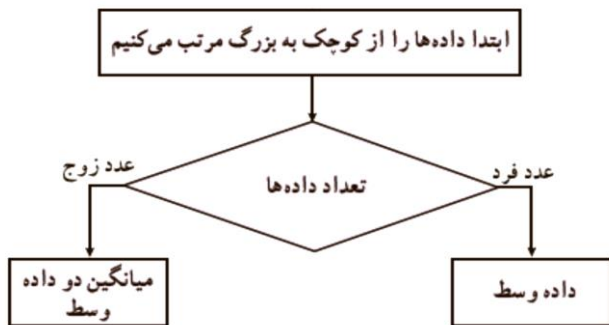 ابتدا داده‌ها را از کوچک به بزرگ مرتب می‌کنیم
عدد فرد
تعداد داده‌ها
عدد زوج
داده وسط
میانگین دو داده
وسط